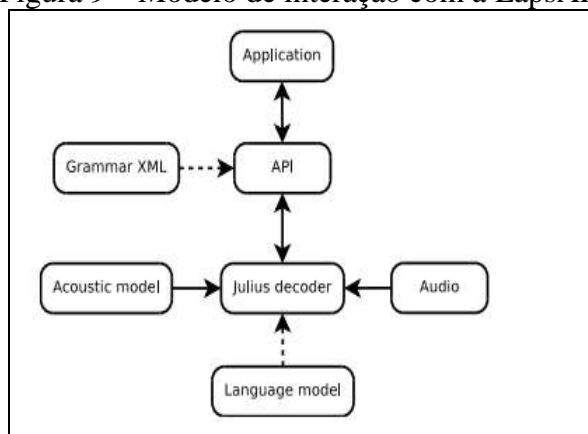 Figura 9 – Modelo de interação com a
Application
Grammar XML
API
Acoustic model
Julius decoder
Audio
Language model